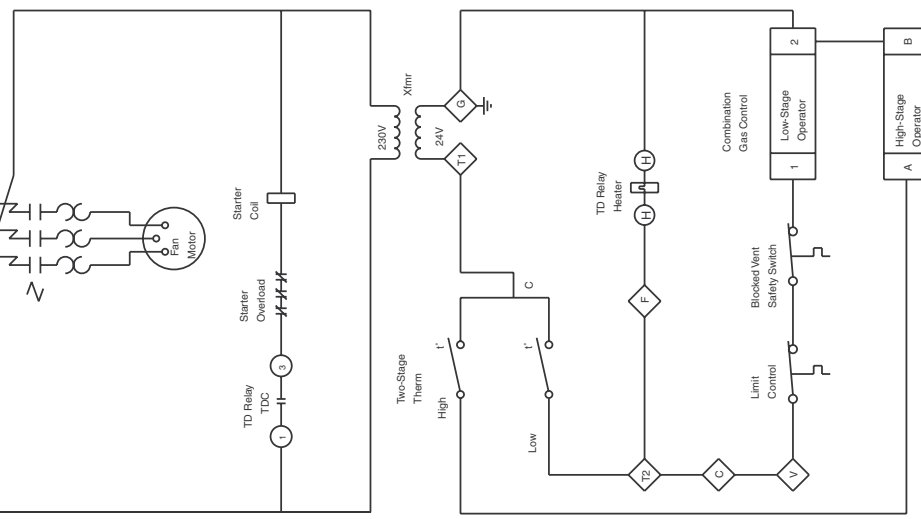 Fan
Motor
Starter
Coil
Starter
Overload
3
TD Relay
TDC
1
230V
24V
Xfmr
G
T1
C
Two-Stage
Therm
High
t°
t°
Low
TD Relay
Heater
H
H
F
T2
C
V
Combination
Gas Control
2
Low-Stage
Operator
1
Blocked Vent
Safety Switch
Limit
Control
B
High-Stage
Operator
A